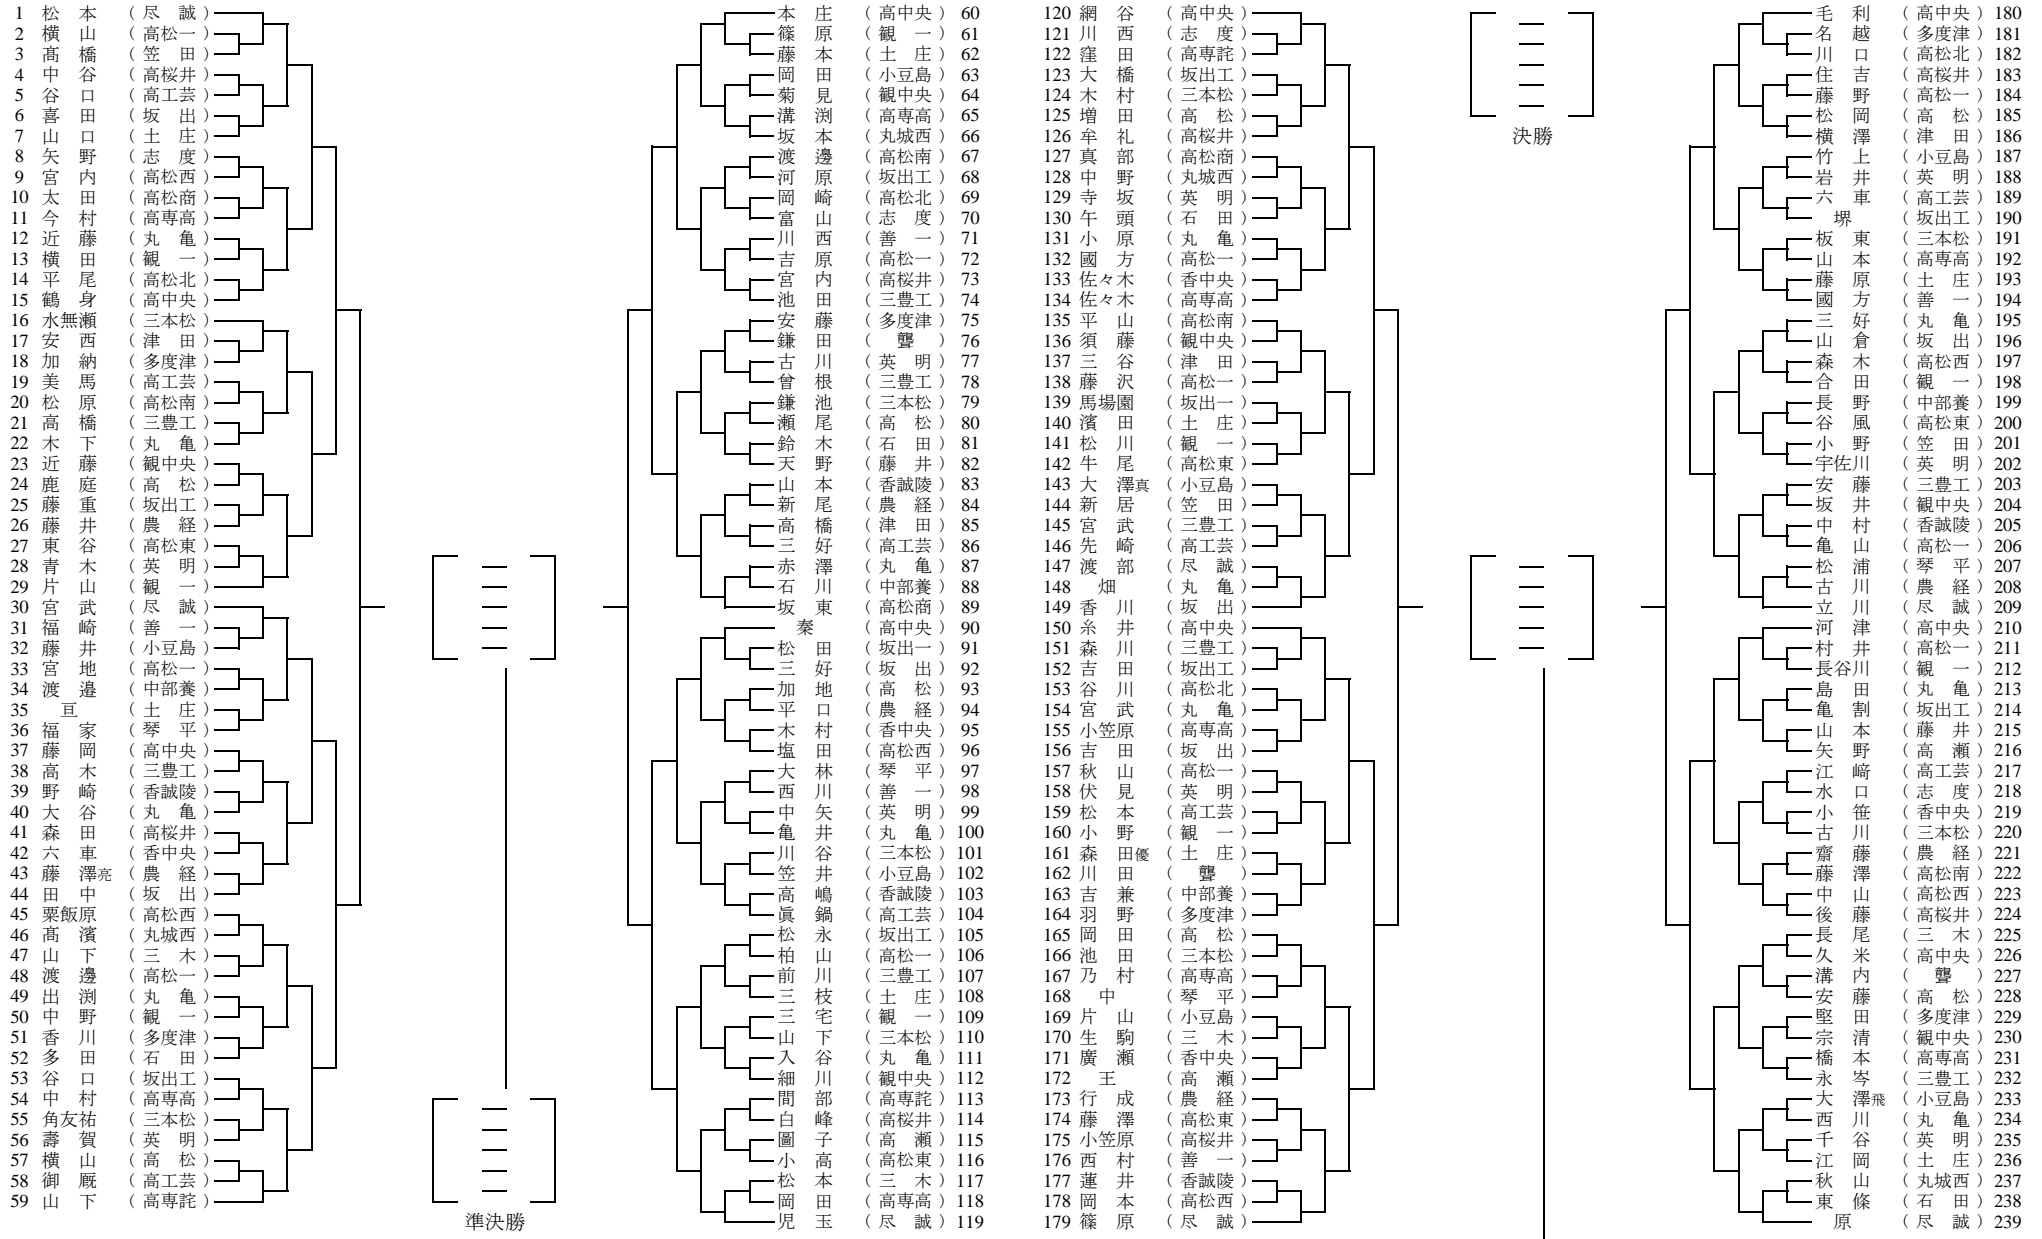 1 松本 (尽誠)
2 横山 (高松一)
3 髙橋 (笠田)
4 中谷 (高桜井)
5 谷口 (高工芸)
6 喜田 (坂出)
7 山口 (土庄)
8 矢野 (志度)
9 宮内 (高松西)
10 太田 (高松商)
11 今村 (高専高)
12 近藤 (丸亀)
13 横田 (観一)
14 平尾 (高松北)
15 鶴身 (高中央)
16 水無瀬 (三本松)
17 安西 (津田)
18 加納 (多度津)
19 美馬 (高工芸)
20 松原 (高松南)
21 高橋 (三豊工)
22 木下 (丸亀)
23 近藤 (観中央)
24 鹿庭 (高松)
25 藤重 (坂出工)
26 藤井 (農経)
27 東谷 (高松東)
28 青木 (英明)
29 片山 (観一)
30 宮武 (尽誠)
31 福崎 (善一)
32 藤井 (小豆島)
33 宮地 (高松一)
34 渡邉 (中部養)
35 亘 (土庄)
36 福家 (琴平)
37 藤岡 (高中央)
38 高木 (三豊工)
39 野崎 (香誠陵)
40 大谷 (丸亀)
41 森田 (高桜井)
42 六車 (香中央)
43 藤澤亮 (農経)
44 田中 (坂出)
45 粟飯原 (高松西)
46 髙濱 (丸城西)
47 山下 (三木)
48 渡邊 (高松一)
49 出渕 (丸亀)
50 中野 (観一)
51 香川 (多度津)
52 多田 (石田)
53 谷口 (坂出工)
54 中村 (高専高)
55 角友祐 (三本松)
56 壽賀 (英明)
57 横山 (高松)
58 御厩 (高工芸)
59 山下 (高専詫)
準決勝
本庄 (高中央) 60
篠原 (観一) 61
藤本 (土庄) 62
岡田 (小豆島) 63
菊見 (観中央) 64
溝渕 (高専高) 65
坂本 (丸城西) 66
渡邊 (高松南) 67
河原 (坂出工) 68
岡崎 (高松北) 69
富山 (志度) 70
川西 (善一) 71
吉原 (高松一) 72
宮内 (高桜井) 73
池田 (三豊工) 74
安藤 (多度津) 75
鎌田 (聾) 76
古川 (英明) 77
曾根 (三豊工) 78
鎌池 (三本松) 79
瀬尾 (高松) 80
鈴木 (石田) 81
天野 (藤井) 82
山本 (香誠陵) 83
新尾 (農経) 84
高橋 (津田) 85
三好 (高工芸) 86
赤澤 (丸亀) 87
石川 (中部養) 88
坂東 (高松商) 89
秦 (高中央) 90
松田 (坂出一) 91
三好 (坂出) 92
加地 (高松) 93
平口 (農経) 94
木村 (香中央) 95
塩田 (高松西) 96
大林 (琴平) 97
西川 (善一) 98
中矢 (英明) 99
亀井 (丸亀) 100
川谷 (三本松) 101
笠井 (小豆島) 102
高嶋 (香誠陵) 103
眞鍋 (高工芸) 104
松永 (坂出工) 105
柏山 (高松一) 106
前川 (三豊工) 107
三枝 (土庄) 108
三宅 (観一) 109
山下 (三本松) 110
入谷 (丸亀) 111
細川 (観中央) 112
間部 (高専詫) 113
白峰 (高桜井) 114
圖子 (高瀬) 115
小高 (高松東) 116
松本 (三木) 117
岡田 (高専高) 118
児玉 (尽誠) 119
120 網谷 (高中央)
121 川西 (志度)
122 窪田 (高専詫)
123 大橋 (坂出工)
124 木村 (三本松)
125 増田 (高松)
126 牟礼 (高桜井)
127 真部 (高松商)
128 中野 (丸城西)
129 寺坂 (英明)
130 午頭 (石田)
131 小原 (丸亀)
132 國方 (高松一)
133 佐々木 (香中央)
134 佐々木 (高専高)
135 平山 (高松南)
136 須藤 (観中央)
137 三谷 (津田)
138 藤沢 (高松一)
139 馬場園 (坂出一)
140 濱田 (土庄)
141 松川 (観一)
142 牛尾 (高松東)
143 大澤真 (小豆島)
144 新居 (笠田)
145 宮武 (三豊工)
146 先崎 (高工芸)
147 渡部 (尽誠)
148 畑 (丸亀)
149 香川 (坂出)
150 糸井 (高中央)
151 森川 (三豊工)
152 吉田 (坂出工)
153 谷川 (高松北)
154 宮武 (丸亀)
155 小笠原 (高専高)
156 吉田 (坂出)
157 秋山 (高松一)
158 伏見 (英明)
159 松本 (高工芸)
160 小野 (観一)
161 森田優 (土庄)
162 川田 (聾)
163 吉兼 (中部養)
164 羽野 (多度津)
165 岡田 (高松)
166 池田 (三本松)
167 乃村 (高専高)
168 中 (琴平)
169 片山 (小豆島)
170 生駒 (三木)
171 廣瀬 (香中央)
172 王 (高瀬)
173 行成 (農経)
174 藤澤 (高松東)
175 小笠原 (高桜井)
176 西村 (善一)
177 蓮井 (香誠陵)
178 岡本 (高松西)
179 篠原 (尽誠)
決勝
毛利 (高中央) 180
名越 (多度津) 181
川口 (高松北) 182
住吉 (高桜井) 183
藤野 (高松一) 184
松岡 (高松) 185
横澤 (津田) 186
竹上 (小豆島) 187
岩井 (英明) 188
六車 (高工芸) 189
堺 (坂出工) 190
板東 (三本松) 191
山本 (高専高) 192
藤原 (土庄) 193
國方 (善一) 194
三好 (丸亀) 195
山倉 (坂出) 196
森木 (高松西) 197
合田 (観一) 198
長野 (中部養) 199
谷風 (高松東) 200
小野 (笠田) 201
宇佐川 (英明) 202
安藤 (三豊工) 203
坂井 (観中央) 204
中村 (香誠陵) 205
亀山 (高松一) 206
松浦 (琴平) 207
古川 (農経) 208
立川 (尽誠) 209
河津 (高中央) 210
村井 (高松一) 211
長谷川 (観一) 212
島田 (丸亀) 213
亀割 (坂出工) 214
山本 (藤井) 215
矢野 (高瀬) 216
江﨑 (高工芸) 217
水口 (志度) 218
小笹 (香中央) 219
古川 (三本松) 220
齋藤 (農経) 221
藤澤 (高松南) 222
中山 (高松西) 223
後藤 (高桜井) 224
長尾 (三木) 225
久米 (高中央) 226
溝内 (聾) 227
安藤 (高松) 228
堅田 (多度津) 229
宗清 (観中央) 230
橋本 (高専高) 231
永岑 (三豊工) 232
大澤飛 (小豆島) 233
西川 (丸亀) 234
千谷 (英明) 235
江岡 (土庄) 236
秋山 (丸城西) 237
東條 (石田) 238
原 (尽誠) 239